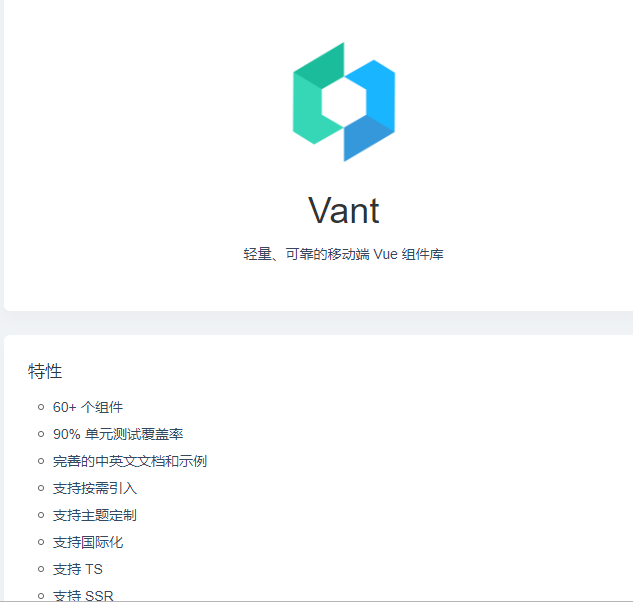 Vant
轻量、可靠的移动端 Vue 组件库
特性
60+ 个组件
90% 单元测试覆盖率
完善的中英文文档和示例
支持按需引入
支持主题定制
支持国际化
支持 TS
支持 SSR